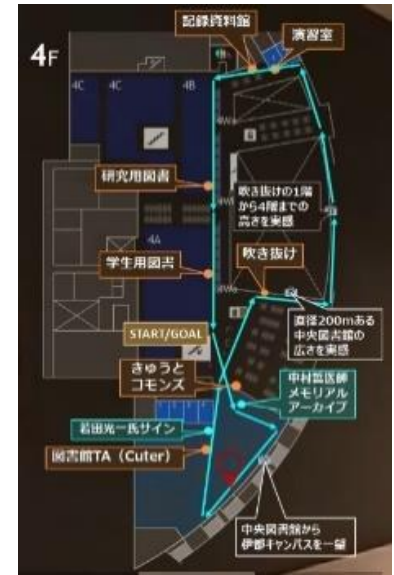 4F
記録資料館
演習室
4C
4C
4B
研究用図書
吹き抜けの1階
から4階までの
高さを実感
4A
学生用図書
吹き抜け
直径200mある
中央図書館の
広さを実感
START/GOAL
きゅうと
コモンズ
中村哲医師
メモリアル
アーカイブ
若田光一氏サイン
図書館TA（Cuter）
中央図書館から
伊都キャンパスを一望